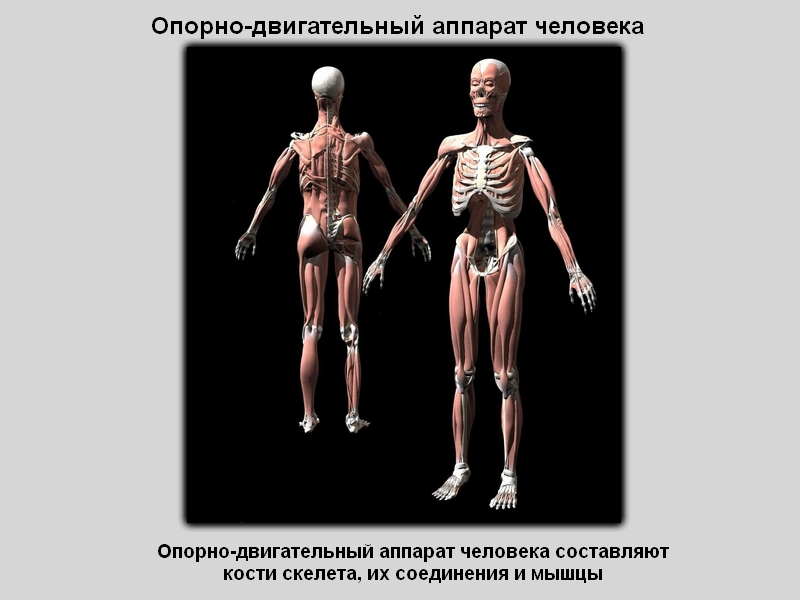 Опорно-двигательный аппарат человека
Опорно-двигательный аппарат человека составляют
кости скелета, их соединения и мышцы